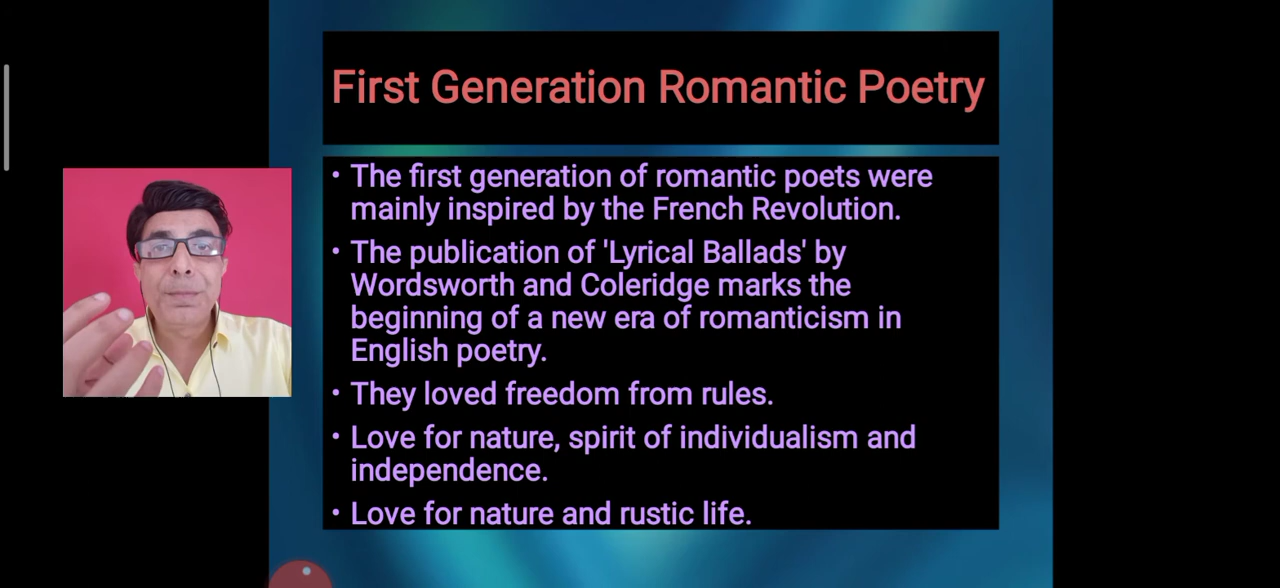 First Generation Romantic Poetry
• The first generation of romantic poets were
mainly inspired by the French Revolution.
• The publication of 'Lyrical Ballads' by
Wordsworth and Coleridge marks the
beginning of a new era of romanticism in
English poetry.
• They loved freedom from rules.
• Love for nature, spirit of individualism and
independence.
• Love for nature and rustic life.